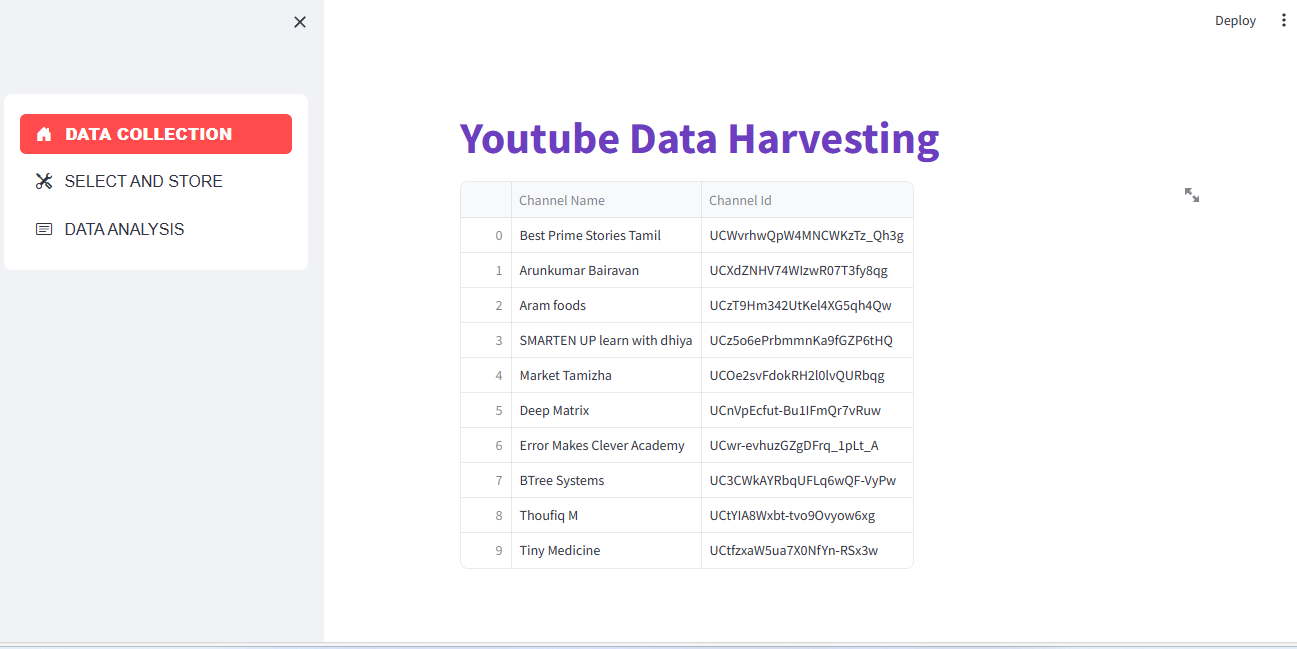 Deploy
DATA COLLECTION
SELECT AND STORE
DATA ANALYSIS
Youtube Data Harvesting
Channel Name Channel Id
0 Best Prime Stories Tamil UCWvrhwQpW4MNCWKzTz_Qh3g
1 Arunkumar Bairavan UCXdZNHV74WIzwR07T3fy8qg
2 Aram foods UCzT9Hm342UtKel4XG5qh4Qw
3 SMARTEN UP learn with dhiya UCz5o6ePrbmmnKa9fGZP6tHQ
4 Market Tamizha UCOe2svFdokRH2l0lvQURbqg
5 Deep Matrix UCnVpEcfut-Bu1IFmQr7vRuw
6 Error Makes Clever Academy UCwr-evhuzGZgDFrq_1pLt_A
7 BTree Systems UC3CWkAYRbqUFLq6wQF-VyPw
8 Thoufiq M UCtYIA8Wxbt-tvo9Ovyow6xg
9 Tiny Medicine UCtfzxaW5ua7X0NfYn-RSx3w